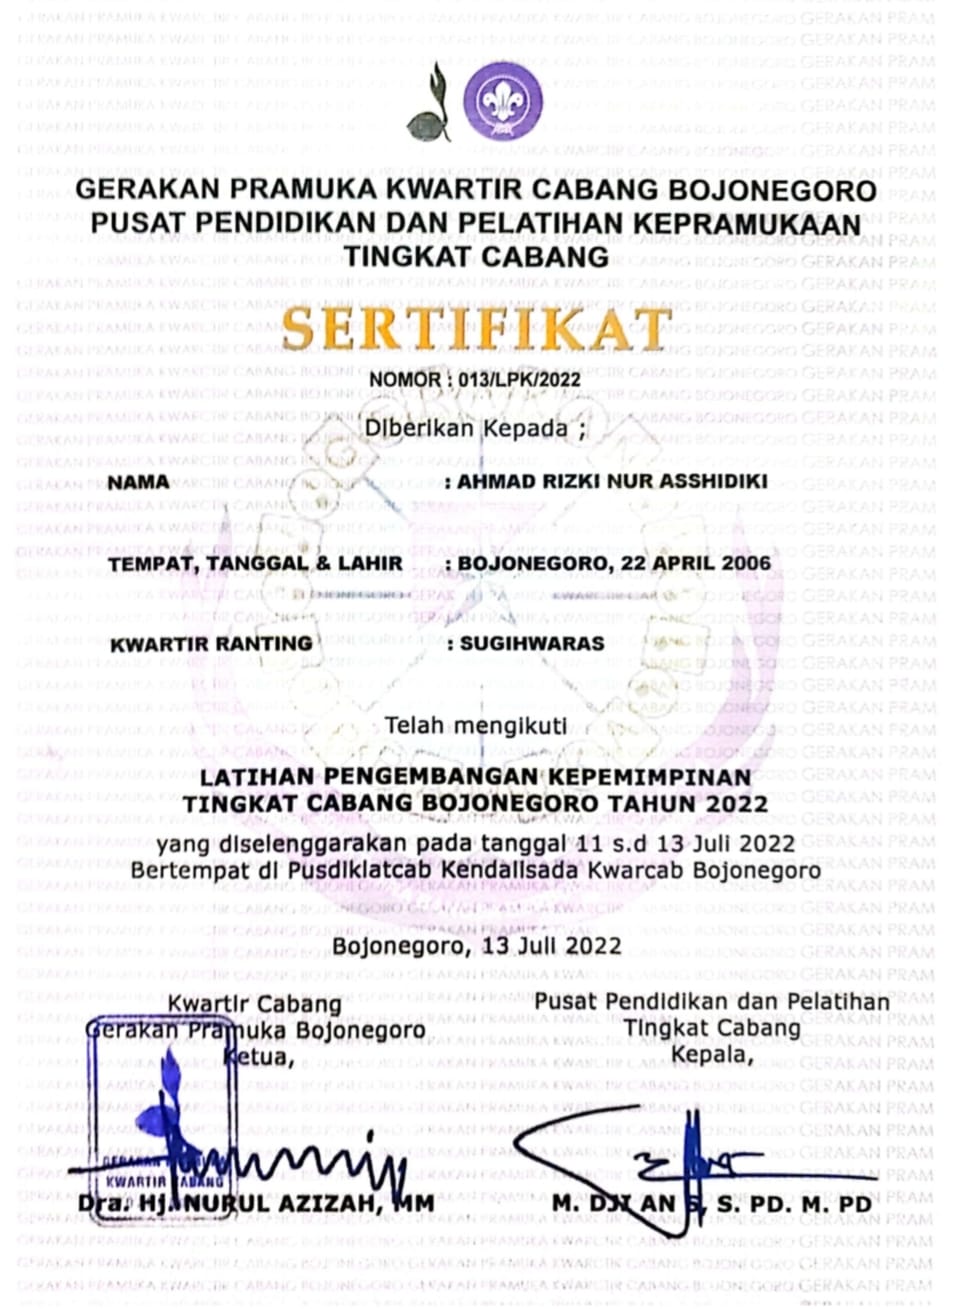 GERAKAN PRAMUKA KWARTIR CABANG BOJONEGORO
PUSAT PENDIDIKAN DAN PELATIHAN KEPRAMUKAAN
TINGKAT CABANG
SERTIFIKAT
NOMOR : 013/LPK/2022
Diberikan Kepada ;
NAMA : AHMAD RIZKI NUR ASSHIDIKI
TEMPAT, TANGGAL & LAHIR : BOJONEGORO, 22 APRIL 2006
KWARTIR RANTING : SUGIHWARAS
Telah mengikuti
LATIHAN PENGEMBANGAN KEPEMIMPINAN
TINGKAT CABANG BOJONEGORO TAHUN 2022
yang diselenggarakan pada tanggal 11 s.d 13 Juli 2022
Bertempat di Pusdiklatcab Kendalisada Kwarcab Bojonegoro
Bojonegoro, 13 Juli 2022
Kwartir Cabang
Gerakan Pramuka Bojonegoro
Ketua,
KWARTIR CABANG
Dra. Hj. NURUL AZIZAH, MM
Pusat Pendidikan dan Pelatihan
Tingkat Cabang
Kepala,
M. S, S. PD. M. PD